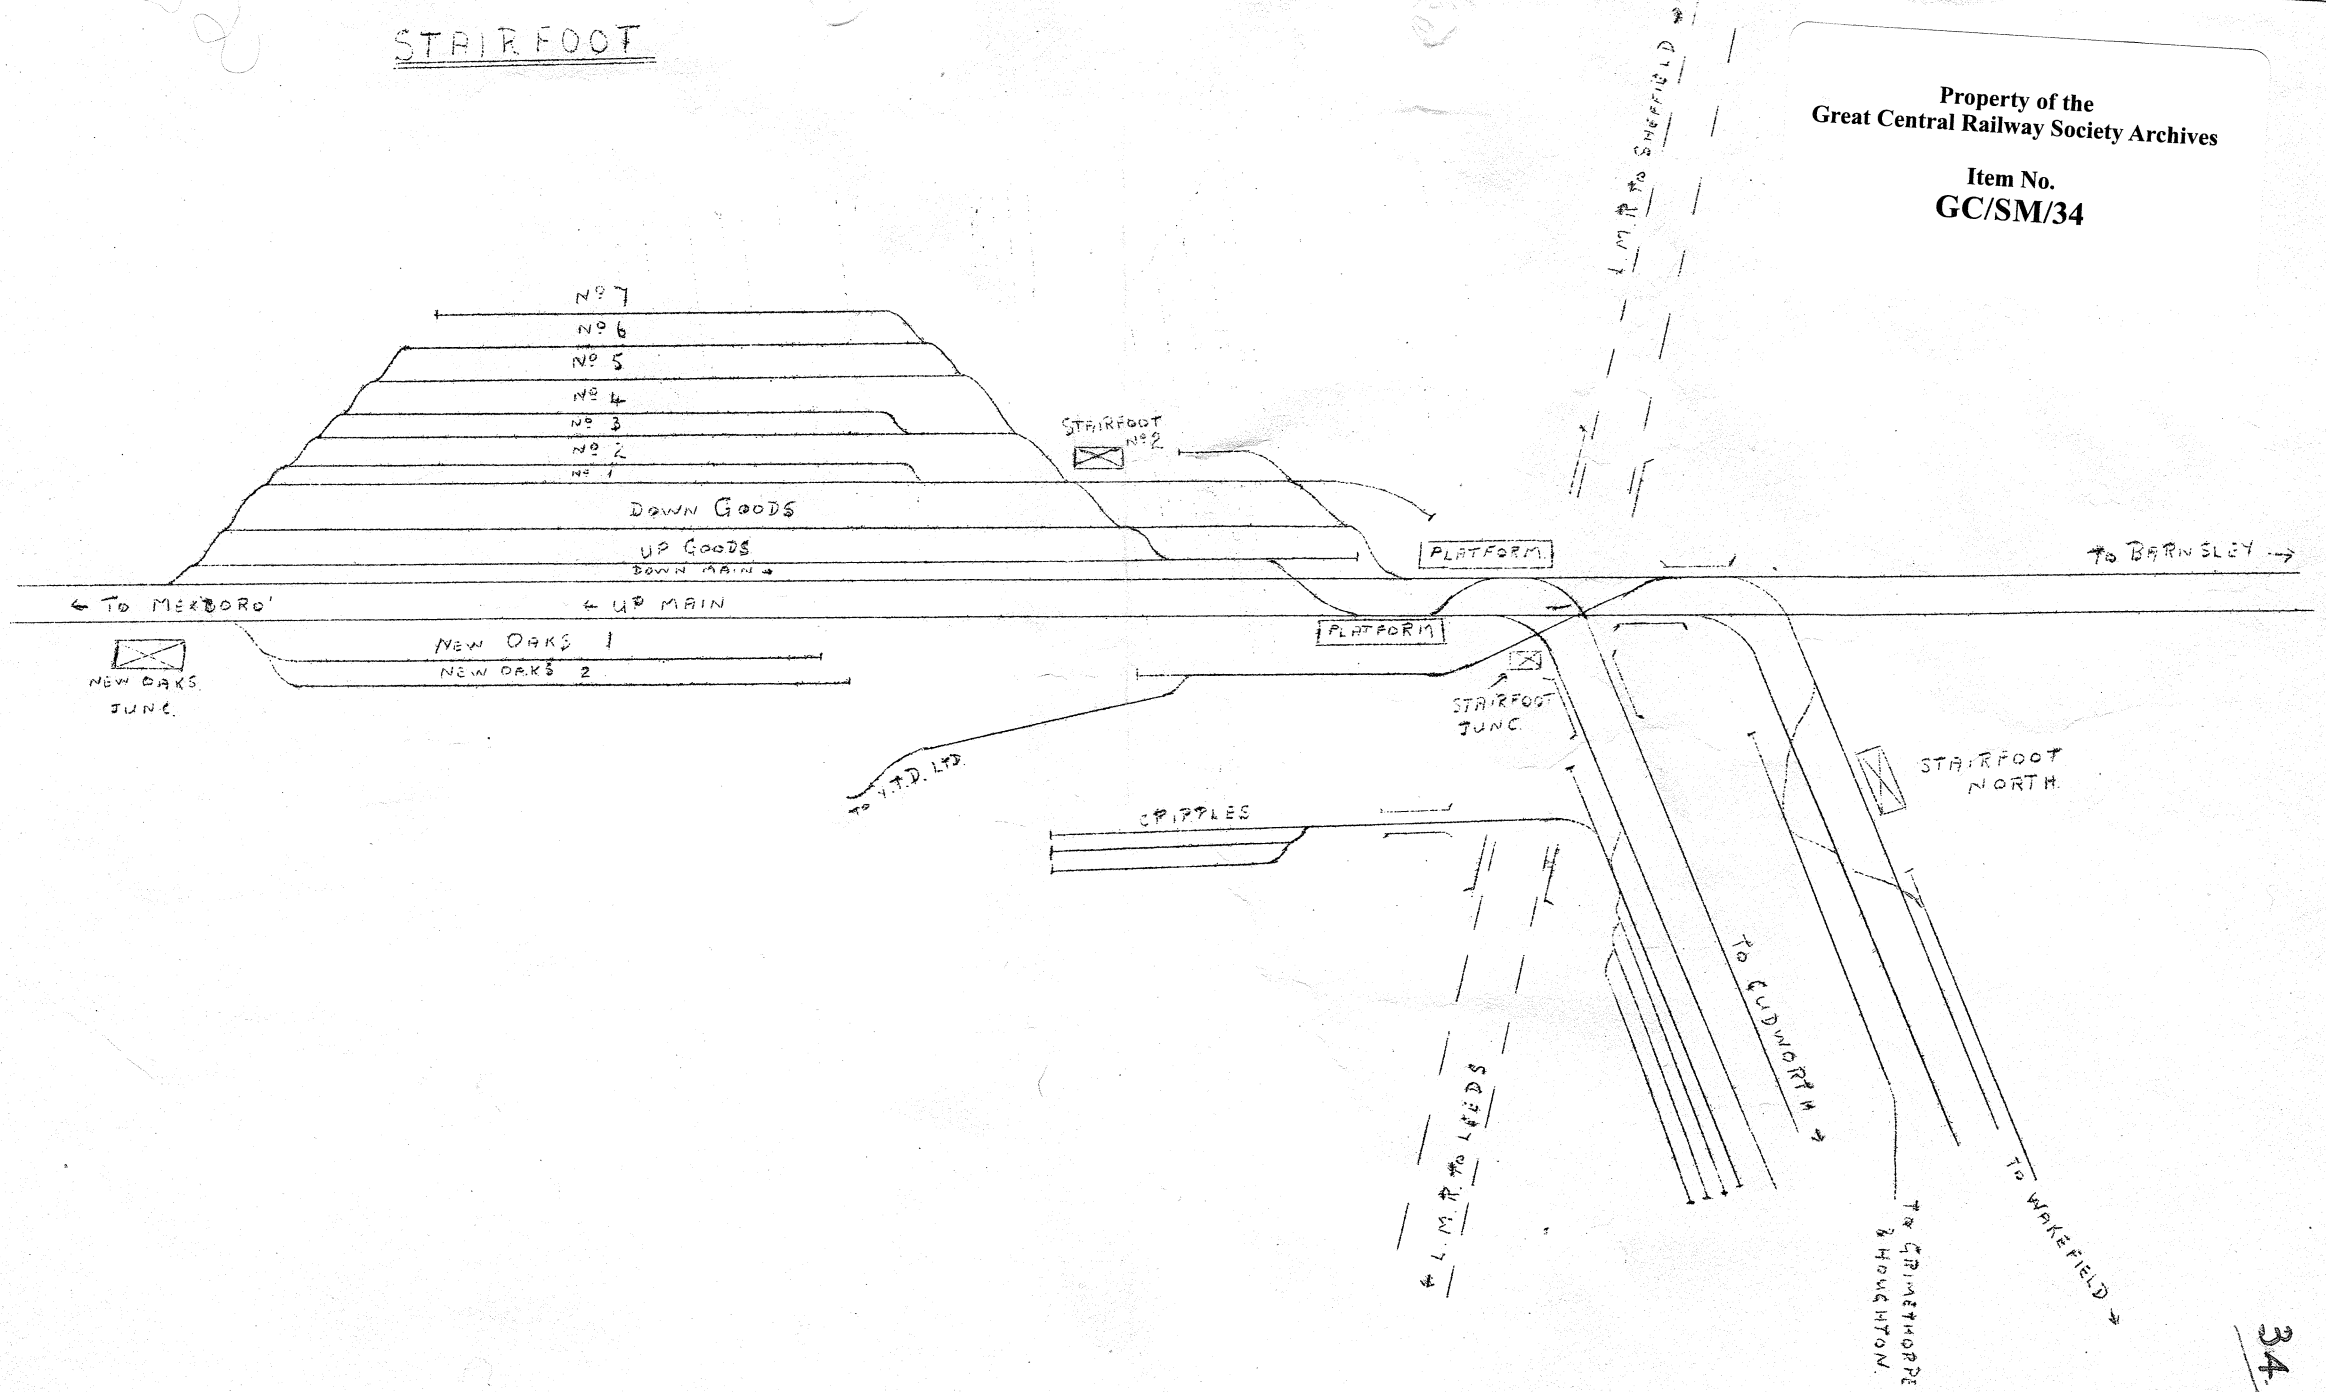 STAIRFOOT
Property of the
Great Central Railway Society Archives
Item No.
GC/SM/34
L.M.R. TO SHEFFIELD →
Nº 7
Nº 6
Nº 5
Nº 4
Nº 3
Nº 2
Nº 1
STAIRFOOT
Nº 2
DOWN GOODS
UP GOODS
DOWN MAIN →
PLATFORM
TO BARNSLEY →
← TO MEXBORO'
← UP MAIN
PLATFORM
NEW OAKS 1
NEW OAKS 2
NEW OAKS
JUNC.
STAIRFOOT
JUNC.
STAIRFOOT
NORTH.
TO Y.T.D. LTD.
CRIPPLES
TO CUDWORTH →
← L.M.R. TO LEEDS
TO WAKEFIELD →
TO GRIMETHORPE
& HOUGHTON.
34.